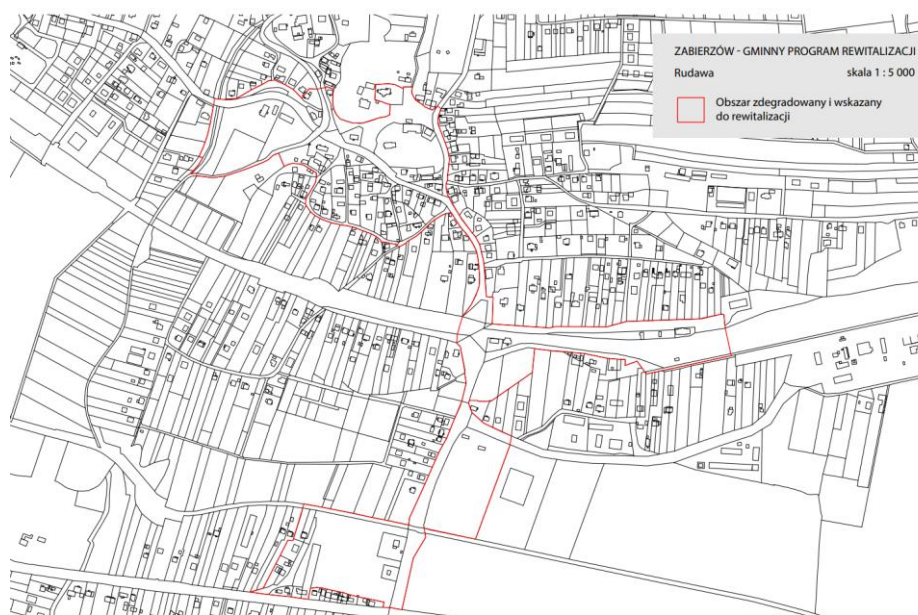 ZABIERZÓW - GMINNY PROGRAM REWITALIZACJI
Rudawa skala 1 : 5 000
Obszar zdegradowany i wskazany
do rewitalizacji